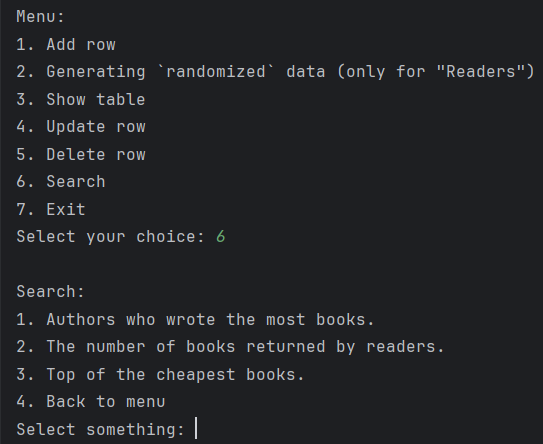 Menu:
1. Add row
2. Generating `randomized` data (only for "Readers")
3. Show table
4. Update row
5. Delete row
6. Search
7. Exit
Select your choice: 6
Search:
1. Authors who wrote the most books.
2. The number of books returned by readers.
3. Top of the cheapest books.
4. Back to menu
Select something: